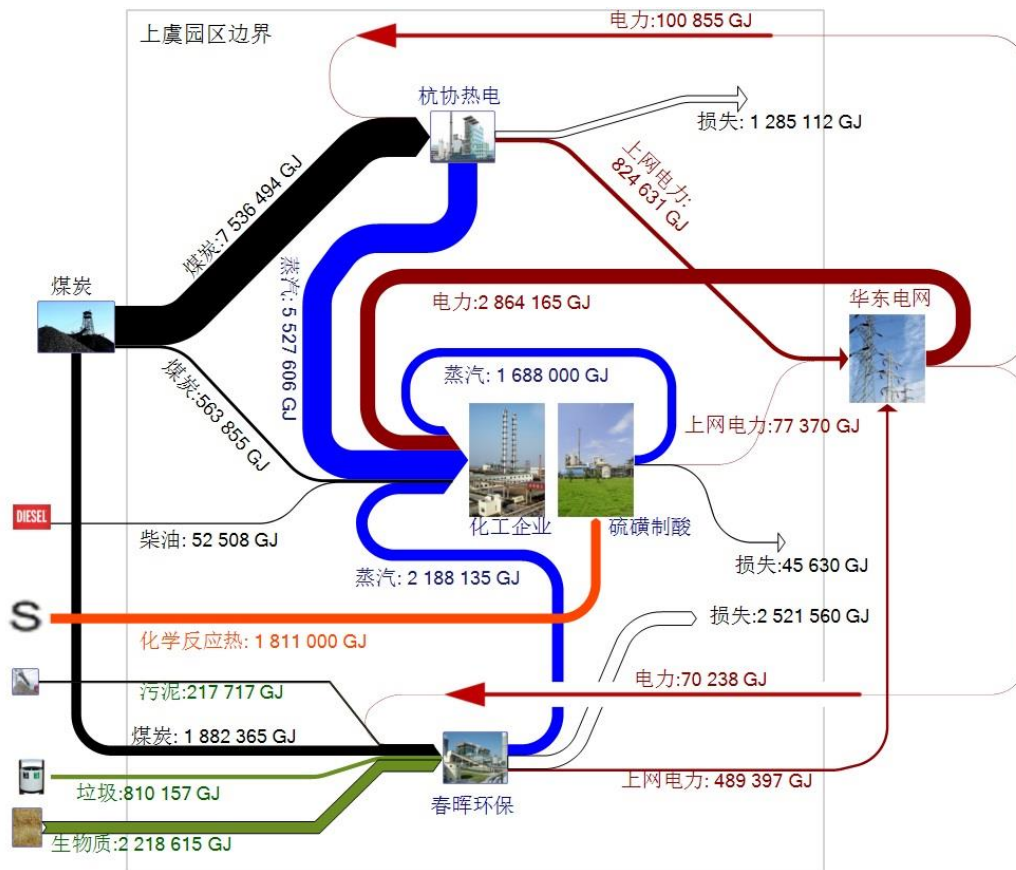 电力:100 855 GJ
上虞园区边界
杭协热电
损失: 1 285 112 GJ
上网电力:
824 631 GJ
煤炭:7 536 494 GJ
煤炭
蒸汽: 5 527 606 GJ
电力:2 864 165 GJ
华东电网
煤炭:563 855 GJ
蒸汽: 1 688 000 GJ
上网电力:77 370 GJ
DIESEL
柴油: 52 508 GJ
化工企业
硫磺制酸
损失:45 630 GJ
蒸汽: 2 188 135 GJ
S
化学反应热: 1 811 000 GJ
损失:2 521 560 GJ
污泥:217 717 GJ
电力:70 238 GJ
煤炭: 1 882 365 GJ
垃圾:810 157 GJ
春晖环保
上网电力: 489 397 GJ
生物质:2 218 615 GJ